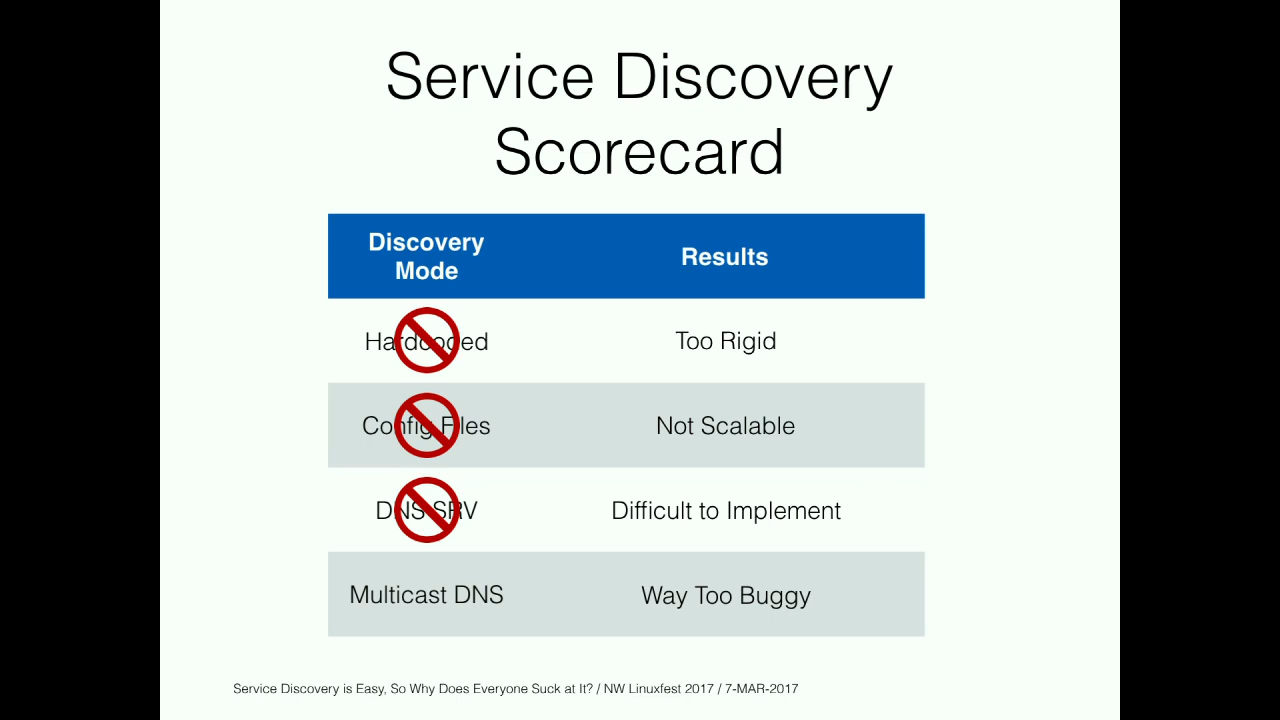 Service Discovery
Scorecard
Discovery
Mode
Results
Hardcoded
Too Rigid
Config Files
Not Scalable
DNS SRV
Difficult to Implement
Multicast DNS
Way Too Buggy
Service Discovery is Easy, So Why Does Everyone Suck at It? / NW Linuxfest 2017 / 7-MAR-2017